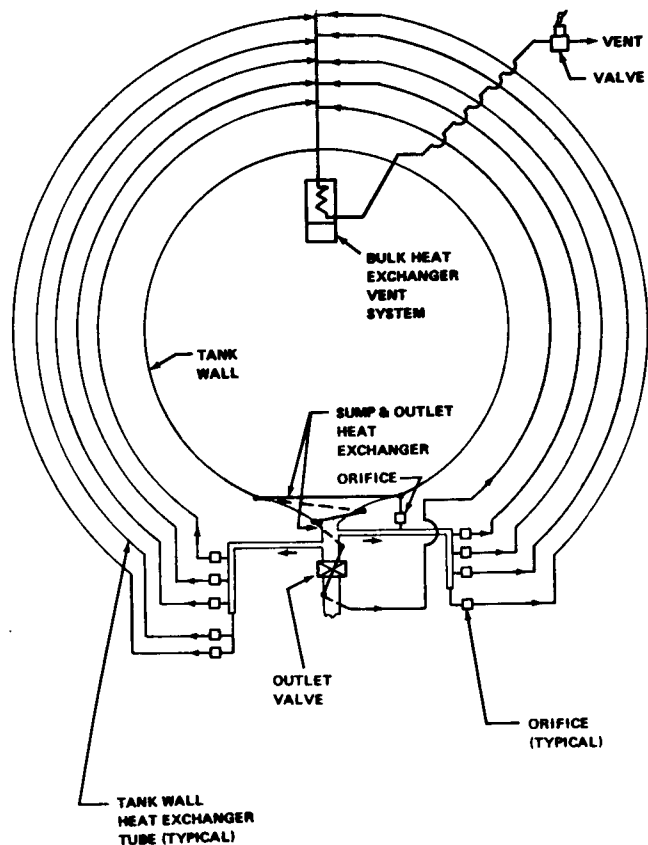 VENT
VALVE
BULK HEAT
EXCHANGER
VENT
SYSTEM
TANK
WALL
SUMP & OUTLET
HEAT
EXCHANGER
ORIFICE
OUTLET
VALVE
ORIFICE
(TYPICAL)
TANK WALL
HEAT EXCHANGER
TUBE (TYPICAL)